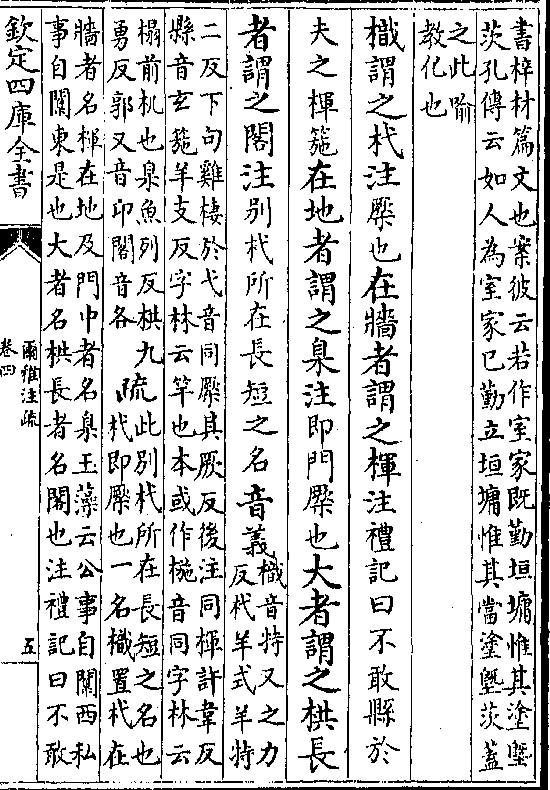 書梓材篇文也案彼云若作室家既勤垣墉惟其塗塈
茨孔傳云如人為室家已勤立垣墉惟其當塗塈茨蓋
之此喻
教化也
樴謂之杙注橜也在牆者謂之楎注禮記曰不敢縣於
夫之楎箷在地者謂之臬注即門橜也大者謂之栱長
者謂之閣注别杙所在長短之名音義
樴音特又之力
反杙羊式羊特
二反下句雞棲於弋音同橜其厥反後注同楎許韋反
縣音玄箷羊支反字林云竿也本或作椸音同字林云
榻前机也臬魚列反栱九
勇反郭又音卭閣音各
疏
此別杙所在長短之名也
杙即橜也一名樴置杙在
牆者名楎在地及門中者名臬玉藻云公事自闑西私
事自闑東是也大者名栱長者名閣也注禮記曰不敢
欽定四庫全書
爾雅注疏
卷四
五